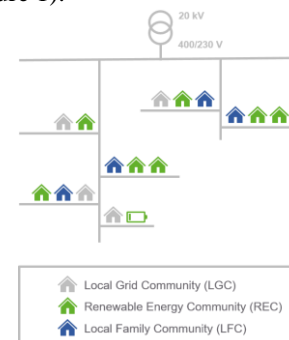 20 kV
400/230 V
Local Grid Community (LGC)
Renewable Energy Community (REC)
Local Family Community (LFC)